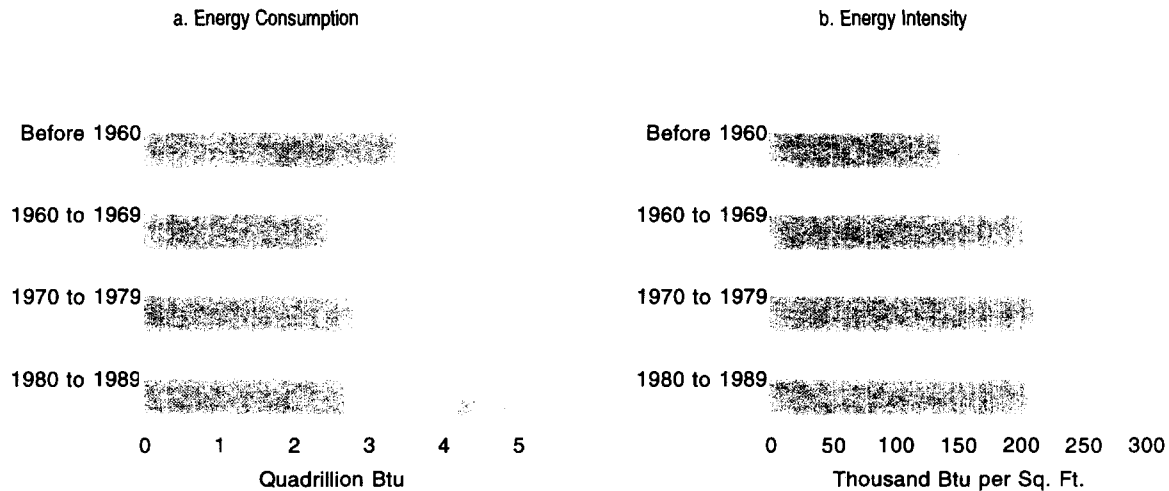 a. Energy Consumption
Before 1960
1960 to 1969
1970 to 1979
1980 to 1989
0 1 2 3 4 5
Quadrillion Btu
b. Energy Intensity
Before 1960
1960 to 1969
1970 to 1979
1980 to 1989
0 50 100 150 200 250 300
Thousand Btu per Sq. Ft.